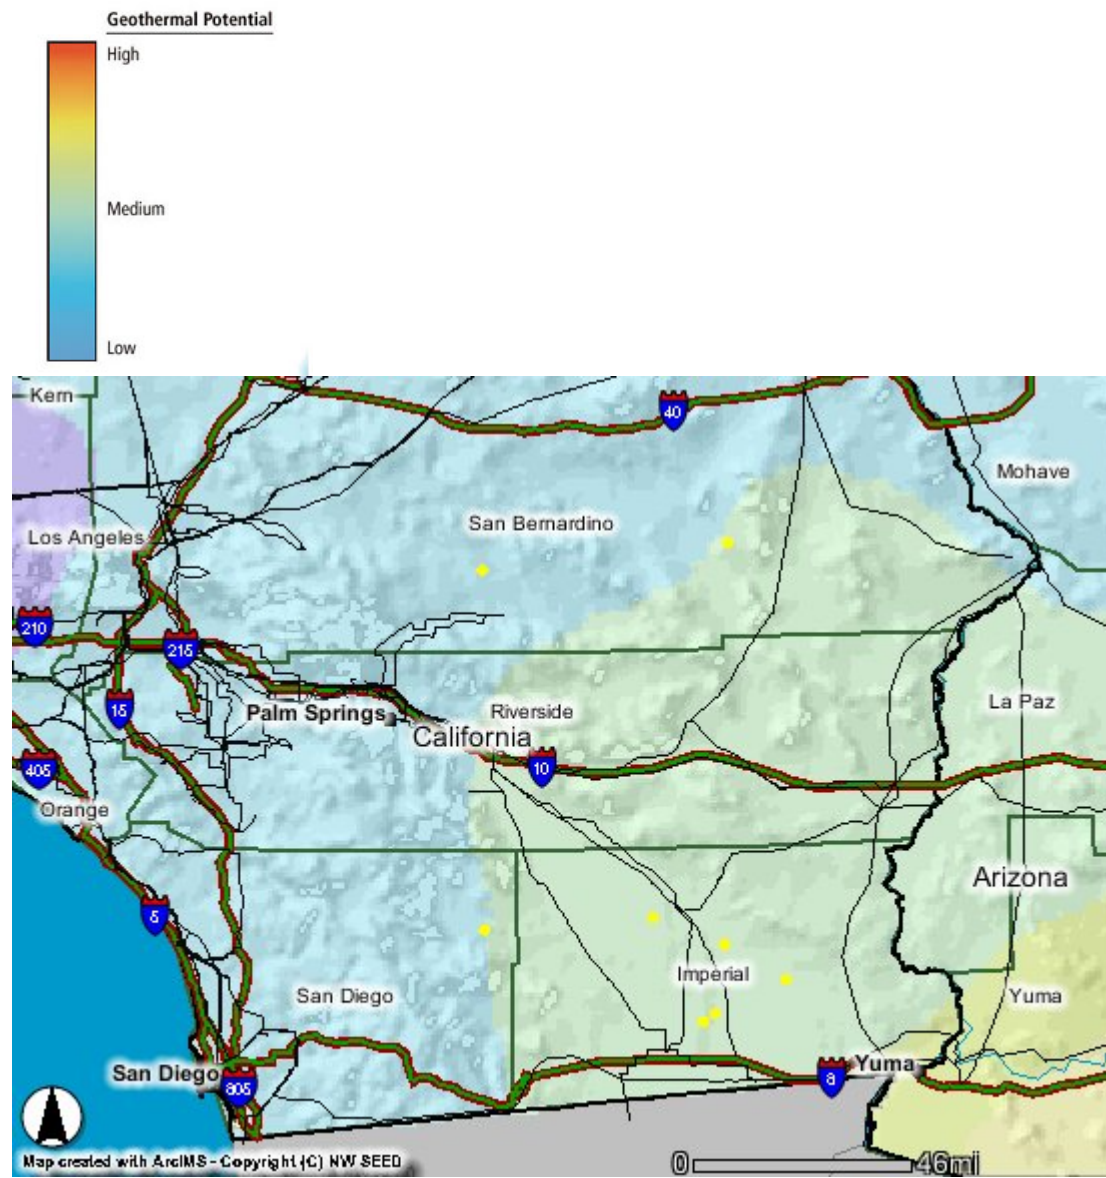 Geothermal Potential
High
Medium
Low
Kern
40
Mohave
San Bernardino
Los Angeles
210
215
15
Palm Springs
Riverside
La Paz
California
10
405
Orange
Arizona
5
Imperial
San Diego
Yuma
San Diego
805
8
Yuma
Map created with ArcIMS - Copyright (C) NW SEED
0
46mi